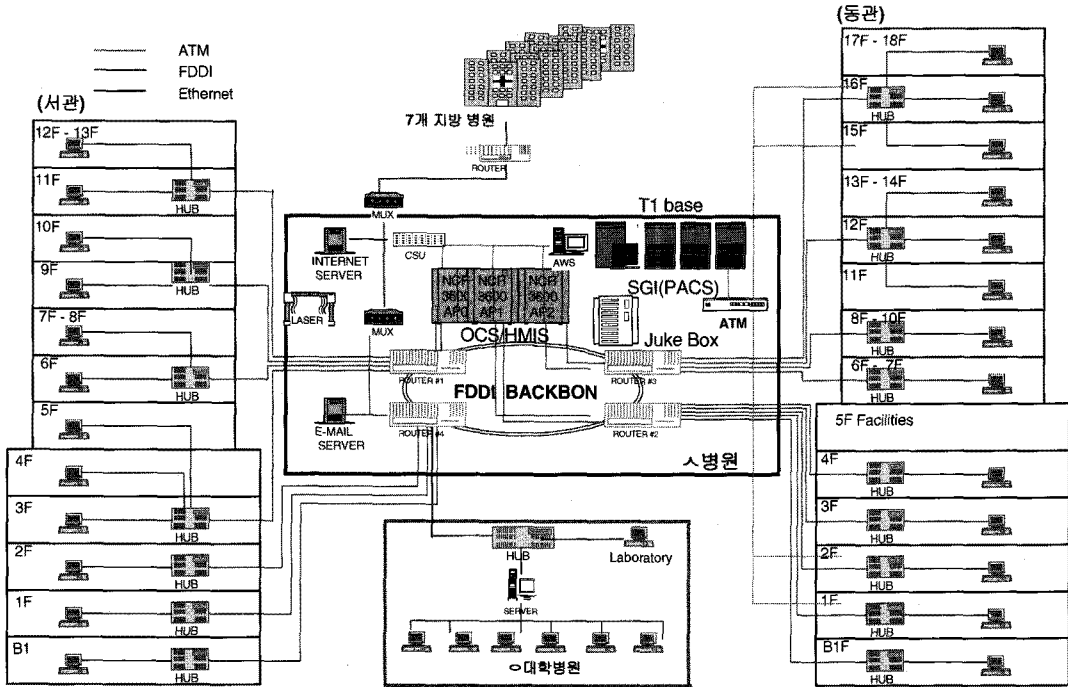 ATM
FDDI
Ethernet
(서관)
12F - 13F
11F
HUB
10F
9F
HUB
7F - 8F
6F
HUB
5F
4F
3F
HUB
2F
HUB
1F
HUB
B1
HUB
7개 지방 병원
ROUTER
MUX
INTERNET
SERVER
CSU
AWS
T1 base
SGI(PACS)
ATM
LASER
MUX
NCR
3600
AP0
NCR
3600
AP1
NCR
3600
AP2
OCS/HMIS
Juke Box
ROUTER #1
ROUTER #3
FDDI BACKBON
ROUTER #4
ROUTER #2
E-MAIL
SERVER
ㅅ병원
HUB
Laboratory
SERVER
ㅇ대학병원
(동관)
17F - 18F
16F
HUB
15F
13F - 14F
12F
HUB
11F
8F - 10F
HUB
6F - 7F
HUB
5F Facilities
4F
HUB
3F
HUB
2F
HUB
1F
HUB
B1F
HUB